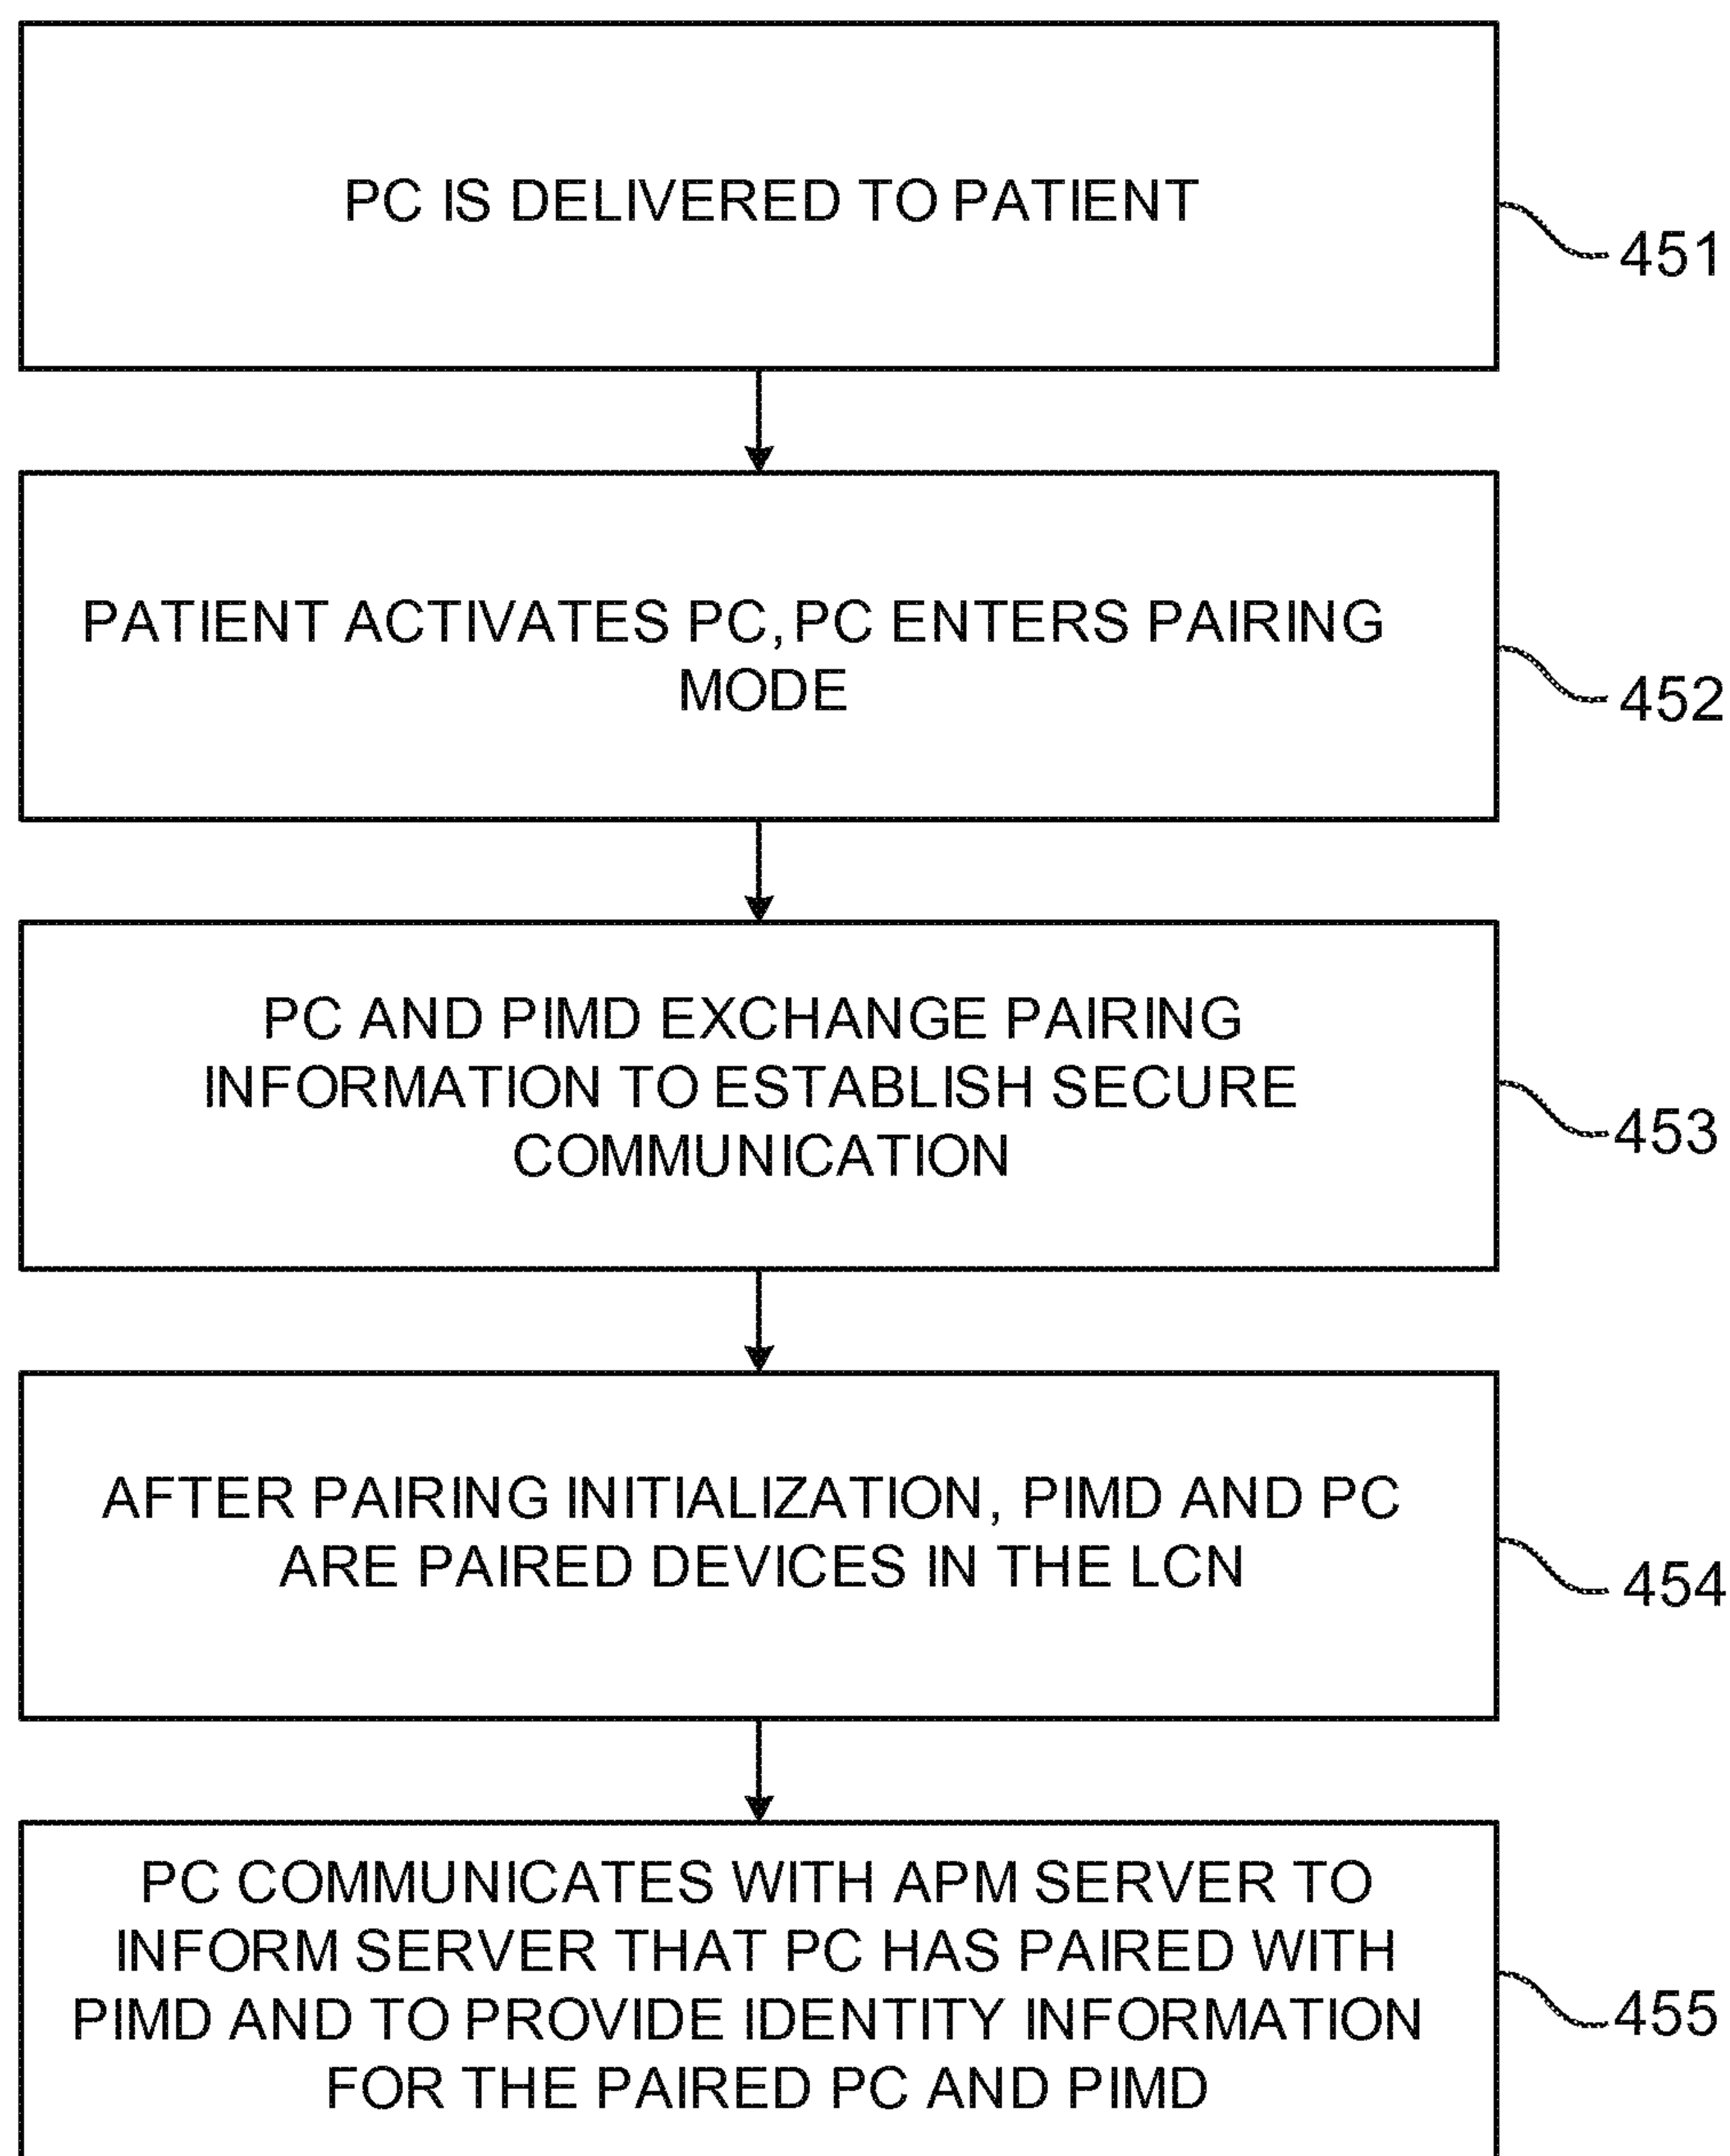 PC IS DELIVERED TO PATIENT
451
PATIENT ACTIVATES PC, PC ENTERS PAIRING
MODE
452
PC AND PIMD EXCHANGE PAIRING
INFORMATION TO ESTABLISH SECURE
COMMUNICATION
453
AFTER PAIRING INITIALIZATION, PIMD AND PC
ARE PAIRED DEVICES IN THE LCN
454
PC COMMUNICATES WITH APM SERVER TO
INFORM SERVER THAT PC HAS PAIRED WITH
PIMD AND TO PROVIDE IDENTITY INFORMATION
FOR THE PAIRED PC AND PIMD
455